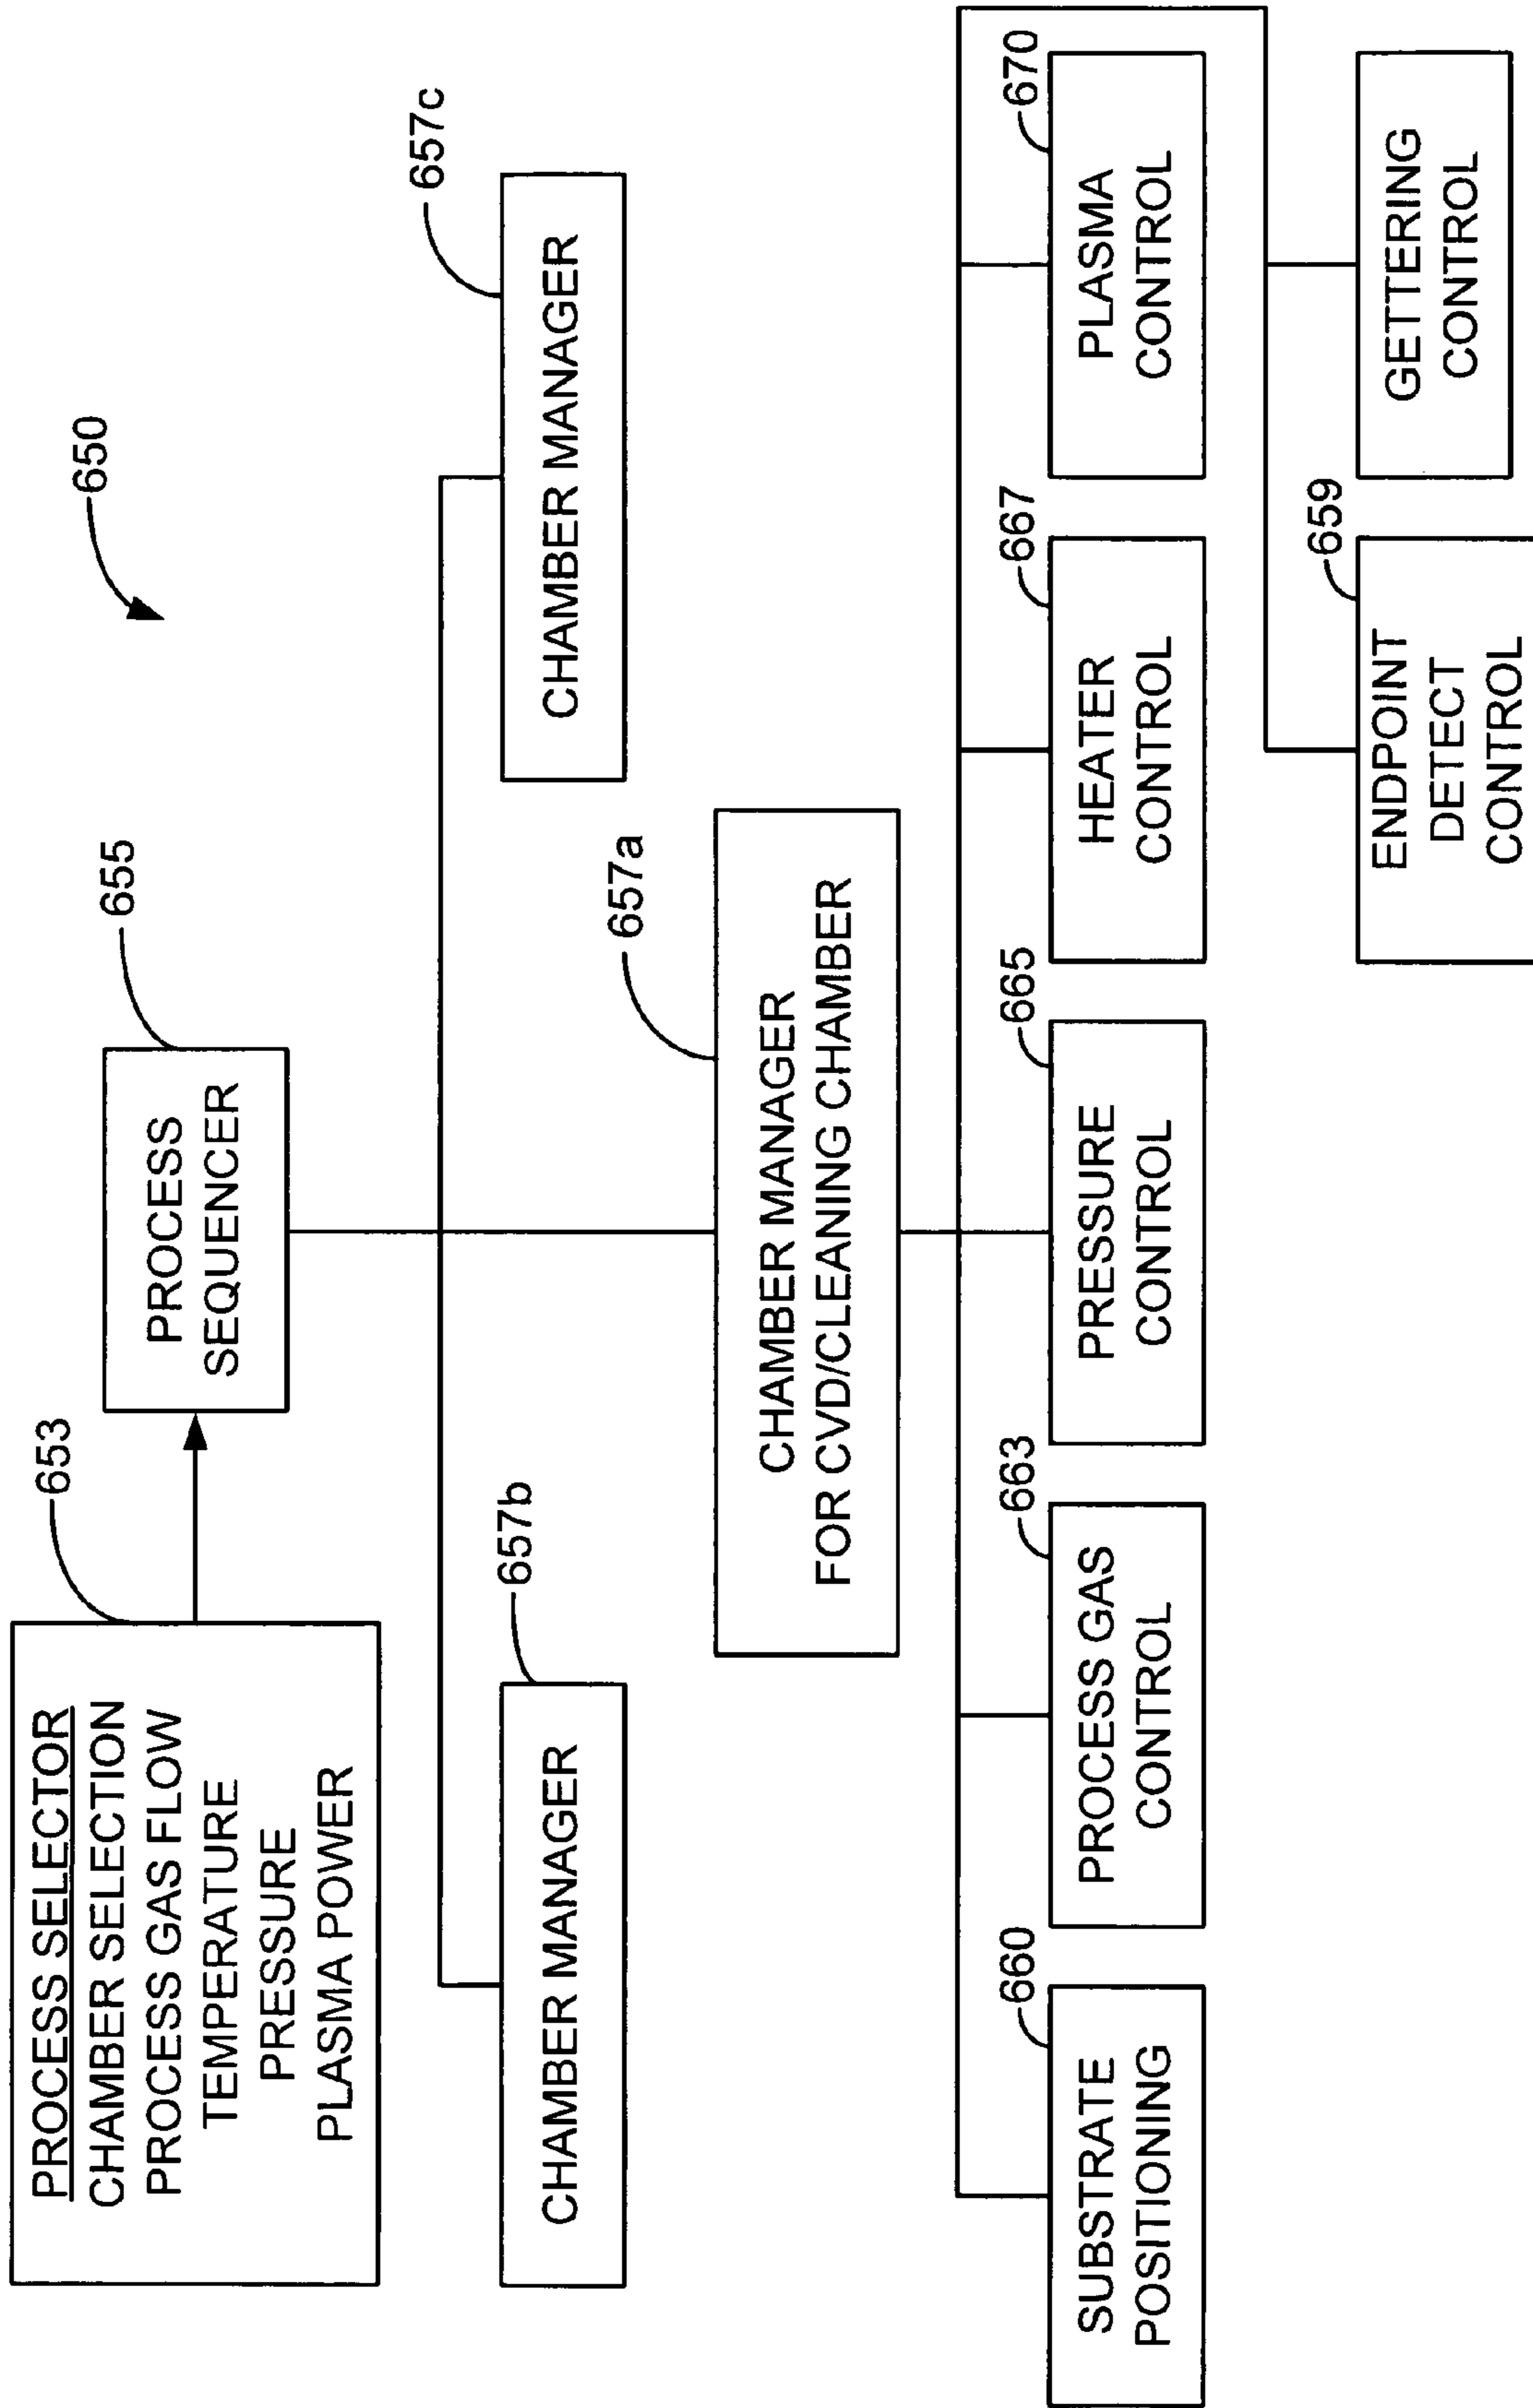 650
653
PROCESS SELECTOR
CHAMBER SELECTION
PROCESS GAS FLOW
TEMPERATURE
PRESSURE
PLASMA POWER
655
PROCESS
SEQUENCER
657b
CHAMBER MANAGER
657c
CHAMBER MANAGER
657a
CHAMBER MANAGER
FOR CVD/CLEANING CHAMBER
660
SUBSTRATE
POSITIONING
663
PROCESS GAS
CONTROL
665
PRESSURE
CONTROL
667
HEATER
CONTROL
670
PLASMA
CONTROL
659
ENDPOINT
DETECT
CONTROL
GETTERING
CONTROL